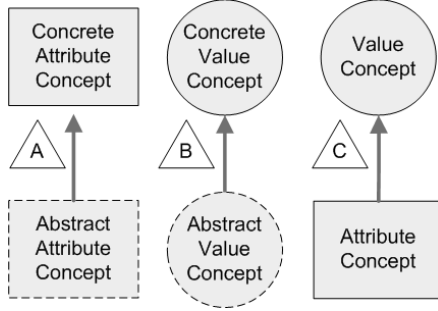 Concrete
Attribute
Concept
Concrete
Value
Concept
Value
Concept
A
B
C
Abstract
Attribute
Concept
Abstract
Value
Concept
Attribute
Concept